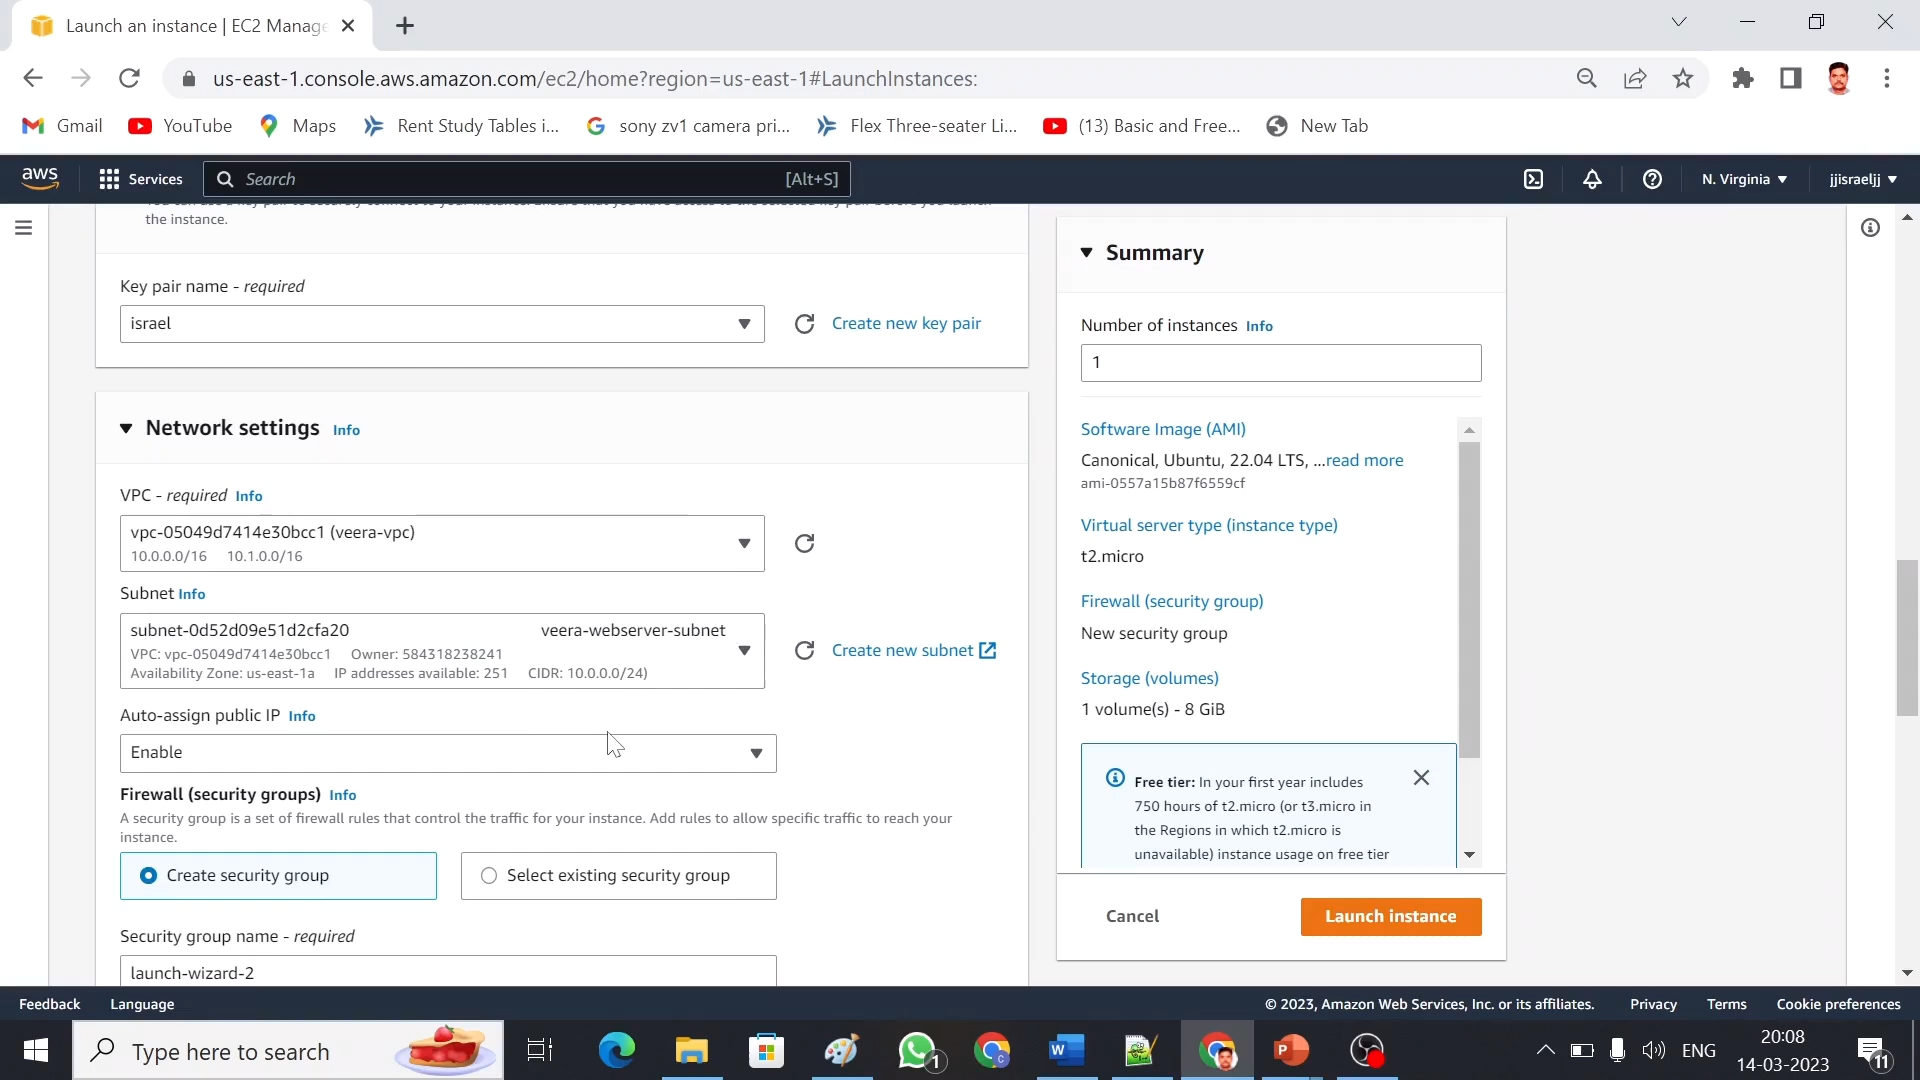 Launch an instance | EC2 Manage
us-east-1.console.aws.amazon.com/ec2/home?region=us-east-1#LaunchInstances:
Gmail YouTube Maps Rent Study Tables i... sony zv1 camera pri... Flex Three-seater Li... (13) Basic and Free... New Tab
aws Services Search [Alt+S] N. Virginia jjisraeljj
the instance.
Key pair name - required
israel
Create new key pair
Network settings Info
VPC - required Info
vpc-05049d7414e30bcc1 (veera-vpc)
10.0.0.0/16 10.1.0.0/16
Subnet Info
subnet-0d52d09e51d2cfa20 veera-webserver-subnet
VPC: vpc-05049d7414e30bcc1 Owner: 584318238241
Availability Zone: us-east-1a IP addresses available: 251 CIDR: 10.0.0.0/24)
Create new subnet
Auto-assign public IP Info
Enable
Firewall (security groups) Info
A security group is a set of firewall rules that control the traffic for your instance. Add rules to allow specific traffic to reach your
instance.
Create security group Select existing security group
Security group name - required
launch-wizard-2
Summary
Number of instances Info
1
Software Image (AMI)
Canonical, Ubuntu, 22.04 LTS, ...read more
ami-0557a15b87f6559cf
Virtual server type (instance type)
t2.micro
Firewall (security group)
New security group
Storage (volumes)
1 volume(s) - 8 GiB
Free tier: In your first year includes
750 hours of t2.micro (or t3.micro in
the Regions in which t2.micro is
unavailable) instance usage on free tier
Cancel Launch instance
Feedback Language © 2023, Amazon Web Services, Inc. or its affiliates. Privacy Terms Cookie preferences
Type here to search
1
ENG
20:08
14-03-2023
11